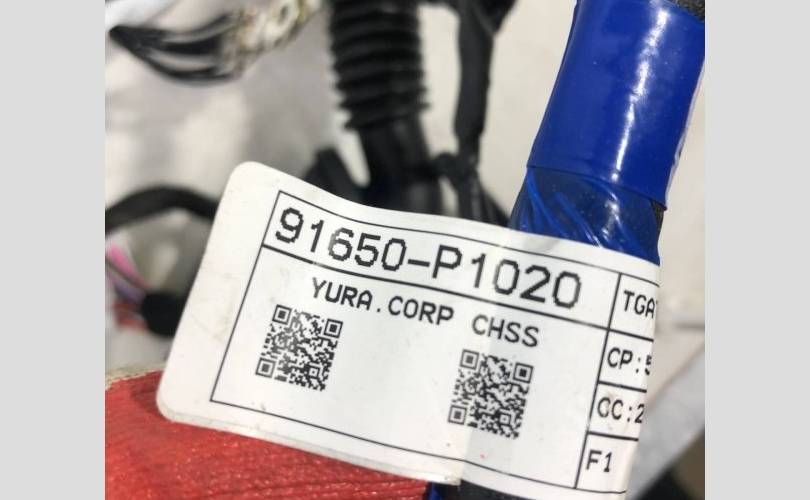 91650-P1020
YURA.CORP CHSS
TGA
CP:5
CC:2
F1